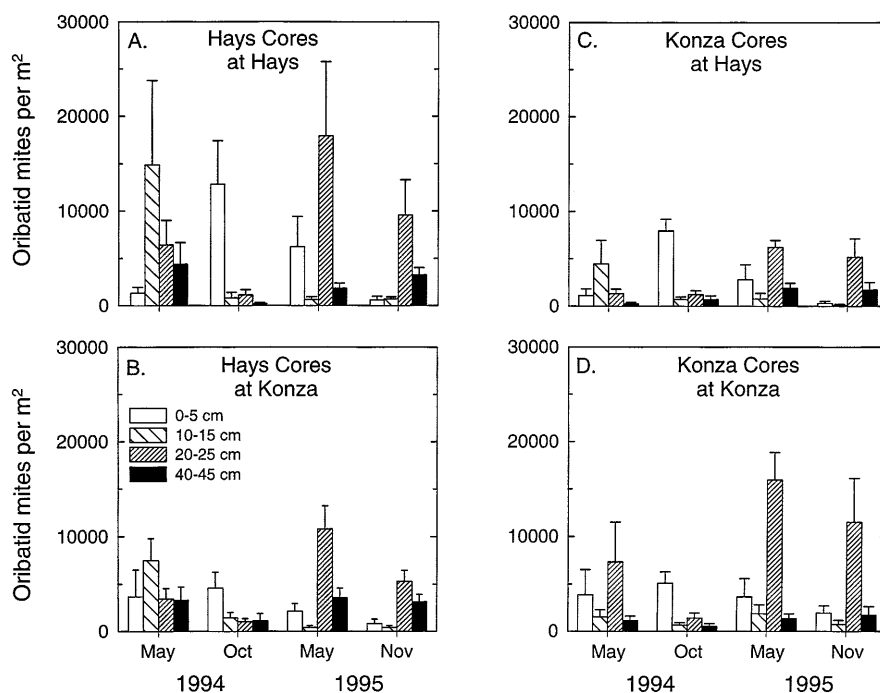 A.
Hays Cores
at Hays
Oribatid mites per m²
30000
20000
10000
0
C.
Konza Cores
at Hays
30000
20000
10000
0
B.
Hays Cores
at Konza
0-5 cm
10-15 cm
20-25 cm
40-45 cm
Oribatid mites per m²
30000
20000
10000
0
May Oct May Nov
1994 1995
D.
Konza Cores
at Konza
30000
20000
10000
0
May Oct May Nov
1994 1995